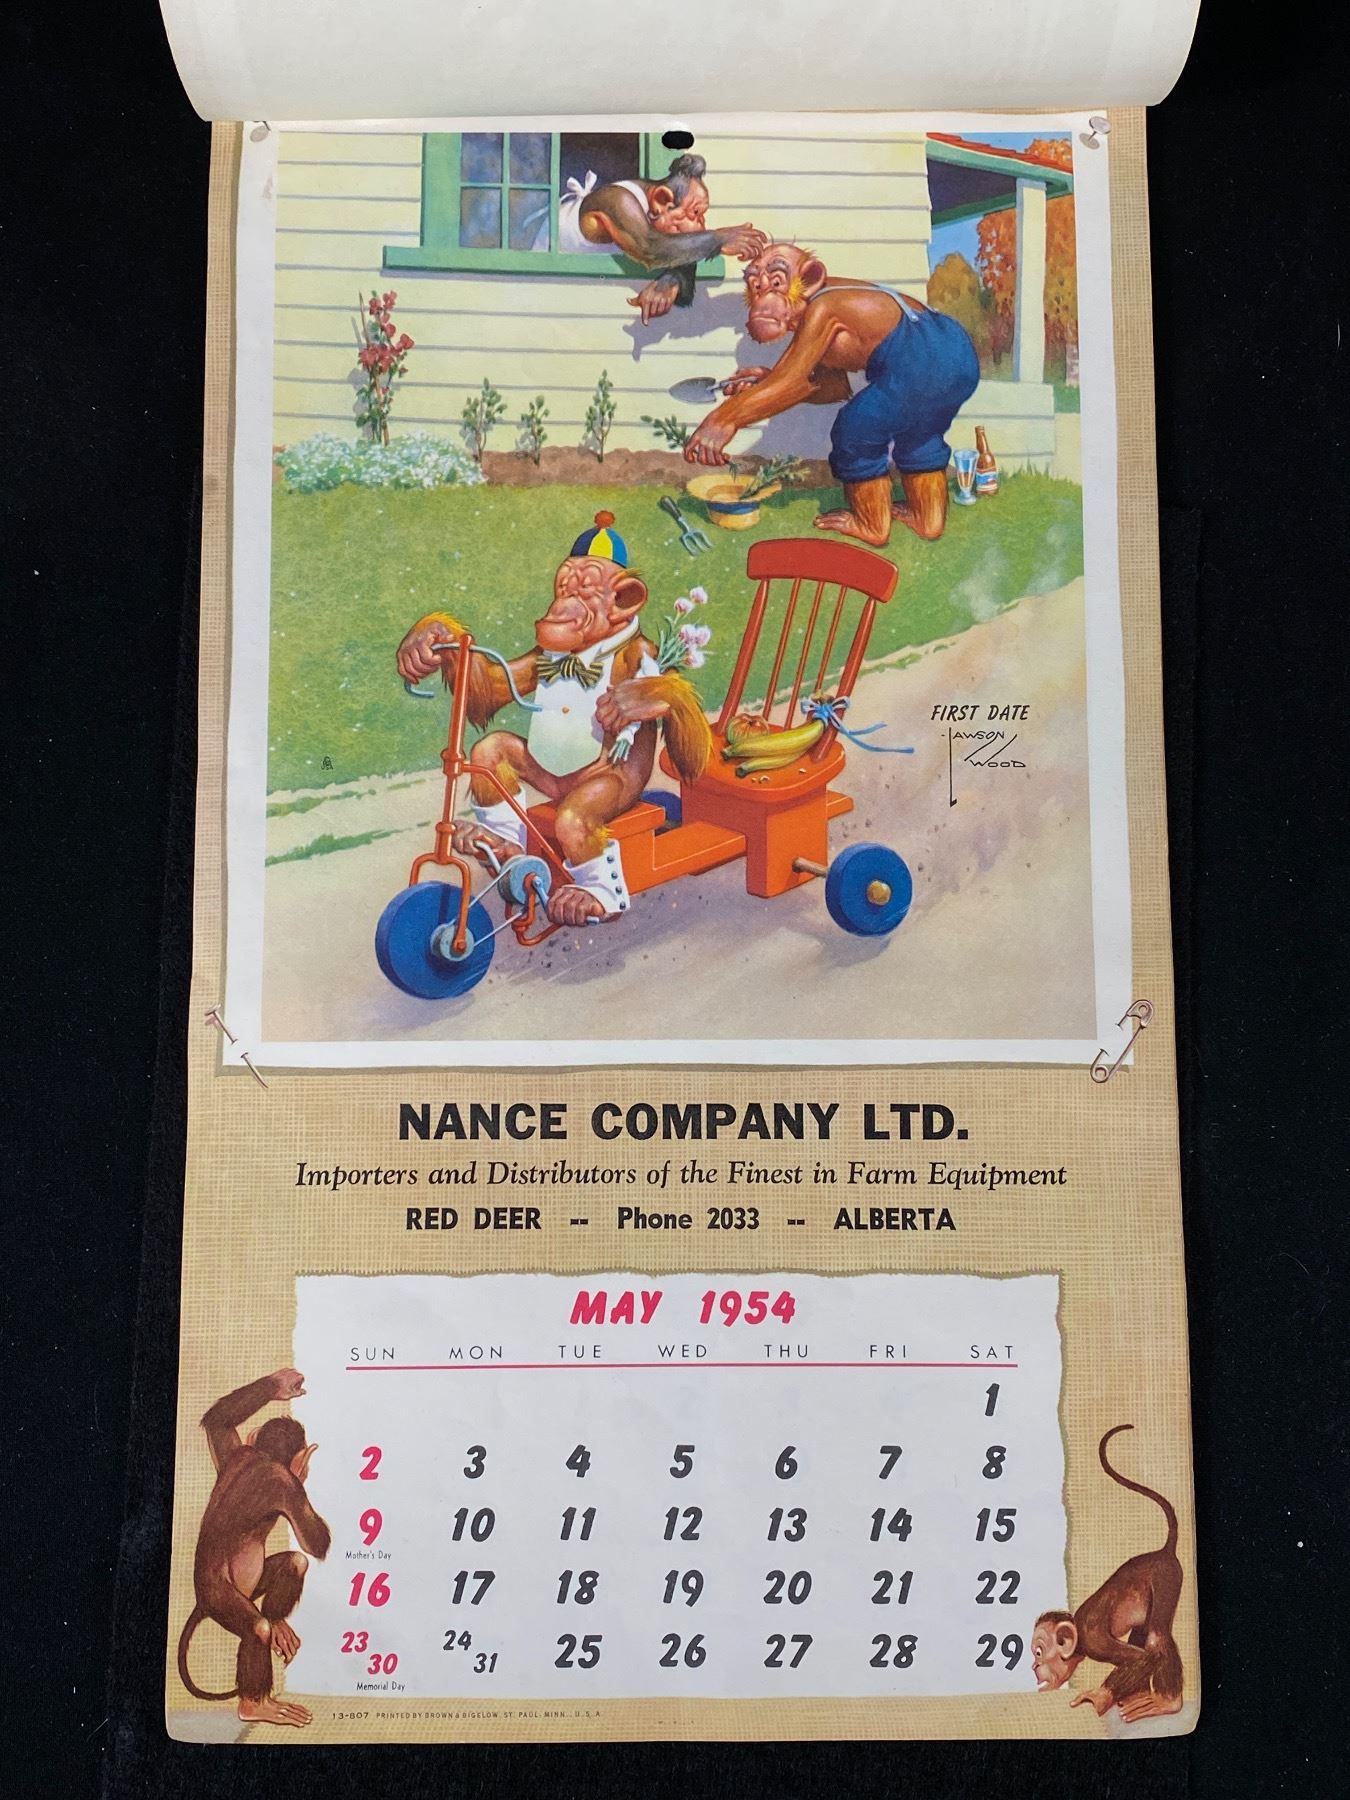 FIRST DATE
LAWSON
WOOD
NANCE COMPANY LTD.
Importers and Distributors of the Finest in Farm Equipment
RED DEER -- Phone 2033 -- ALBERTA
MAY 1954
SUN MON TUE WED THU FRI SAT
1
2 3 4 5 6 7 8
9 10 11 12 13 14 15
Mother's Day
16 17 18 19 20 21 22
23 30 24 31 25 26 27 28 29
Memorial Day
13-807 PRINTED BY BROWN & BIGELOW, ST. PAUL, MINN., U.S.A